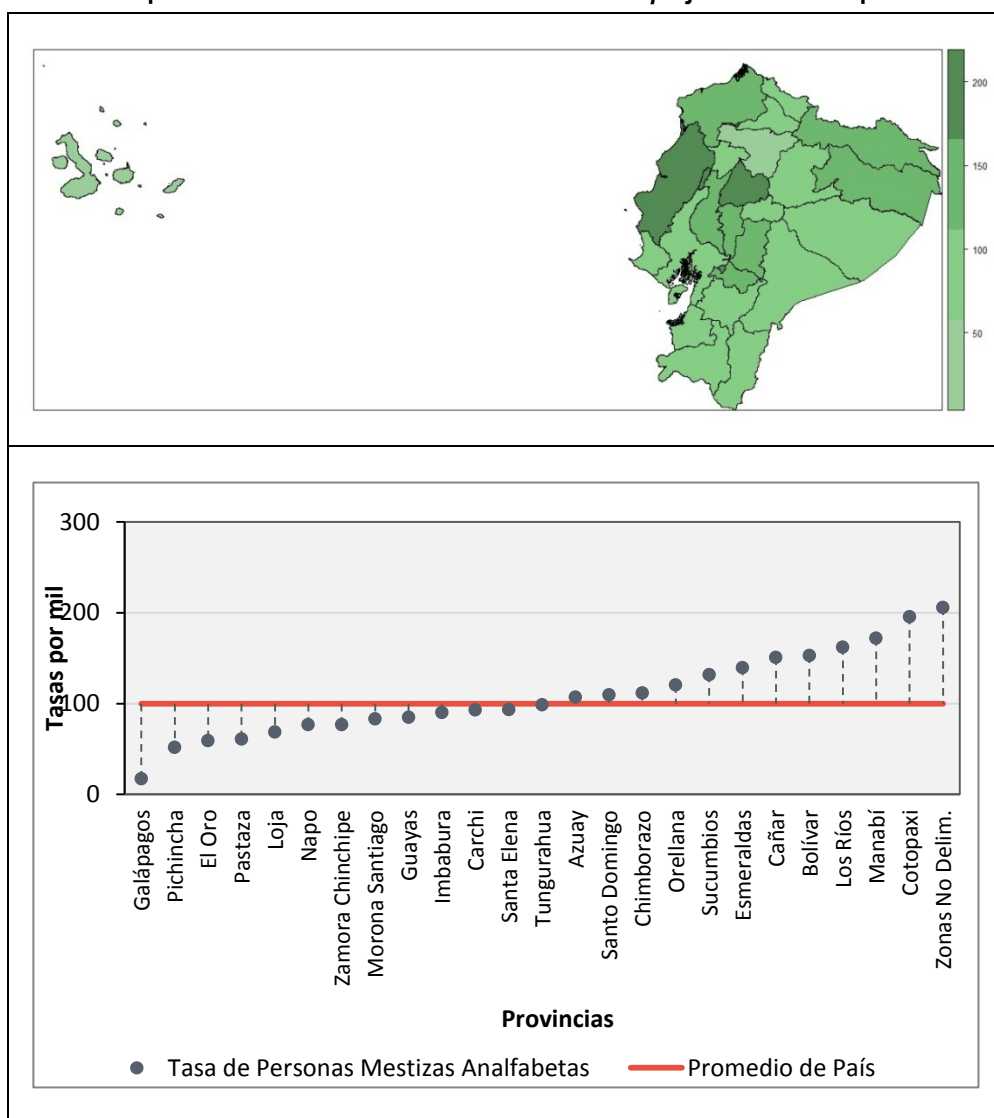 200
150
100
50
300
200
100
0
Tasas por mil
Galápagos
Pichincha
El Oro
Pastaza
Loja
Napo
Zamora Chinchipe
Morona Santiago
Guayas
Imbabura
Carchi
Santa Elena
Tungurahua
Azuay
Santo Domingo
Chimborazo
Orellana
Sucumbios
Esmeraldas
Cañar
Bolívar
Los Ríos
Manabí
Cotopaxi
Zonas No Delim.
Provincias
Tasa de Personas Mestizas Analfabetas
Promedio de País